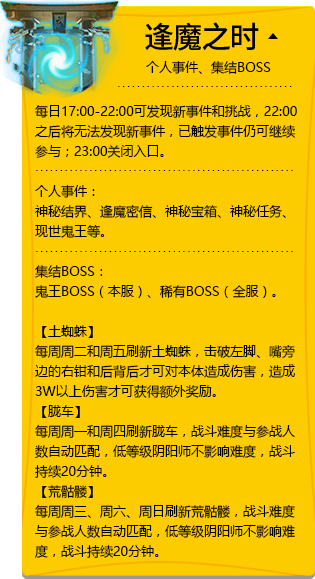 逢魔之时
个人事件、集结BOSS
每日17:00-22:00可发现新事件和挑战，22:00
之后将无法发现新事件，已触发事件仍可继续
参与；23:00关闭入口。
个人事件：
神秘结界、逢魔密信、神秘宝箱、神秘任务、
现世鬼王等。
集结BOSS：
鬼王BOSS（本服）、稀有BOSS（全服）。
【土蜘蛛】
每周周二和周五刷新土蜘蛛，击破左脚、嘴旁
边的右钳和后背后才可对本体造成伤害，造成
3W以上伤害才可获得额外奖励。
【胧车】
每周周一和周四刷新胧车，战斗难度与参战人
数自动匹配，低等级阴阳师不影响难度，战斗
持续20分钟。
【荒骷髅】
每周周三、周六、周日刷新荒骷髅，战斗难度
与参战人数自动匹配，低等级阴阳师不影响难
度，战斗持续20分钟。